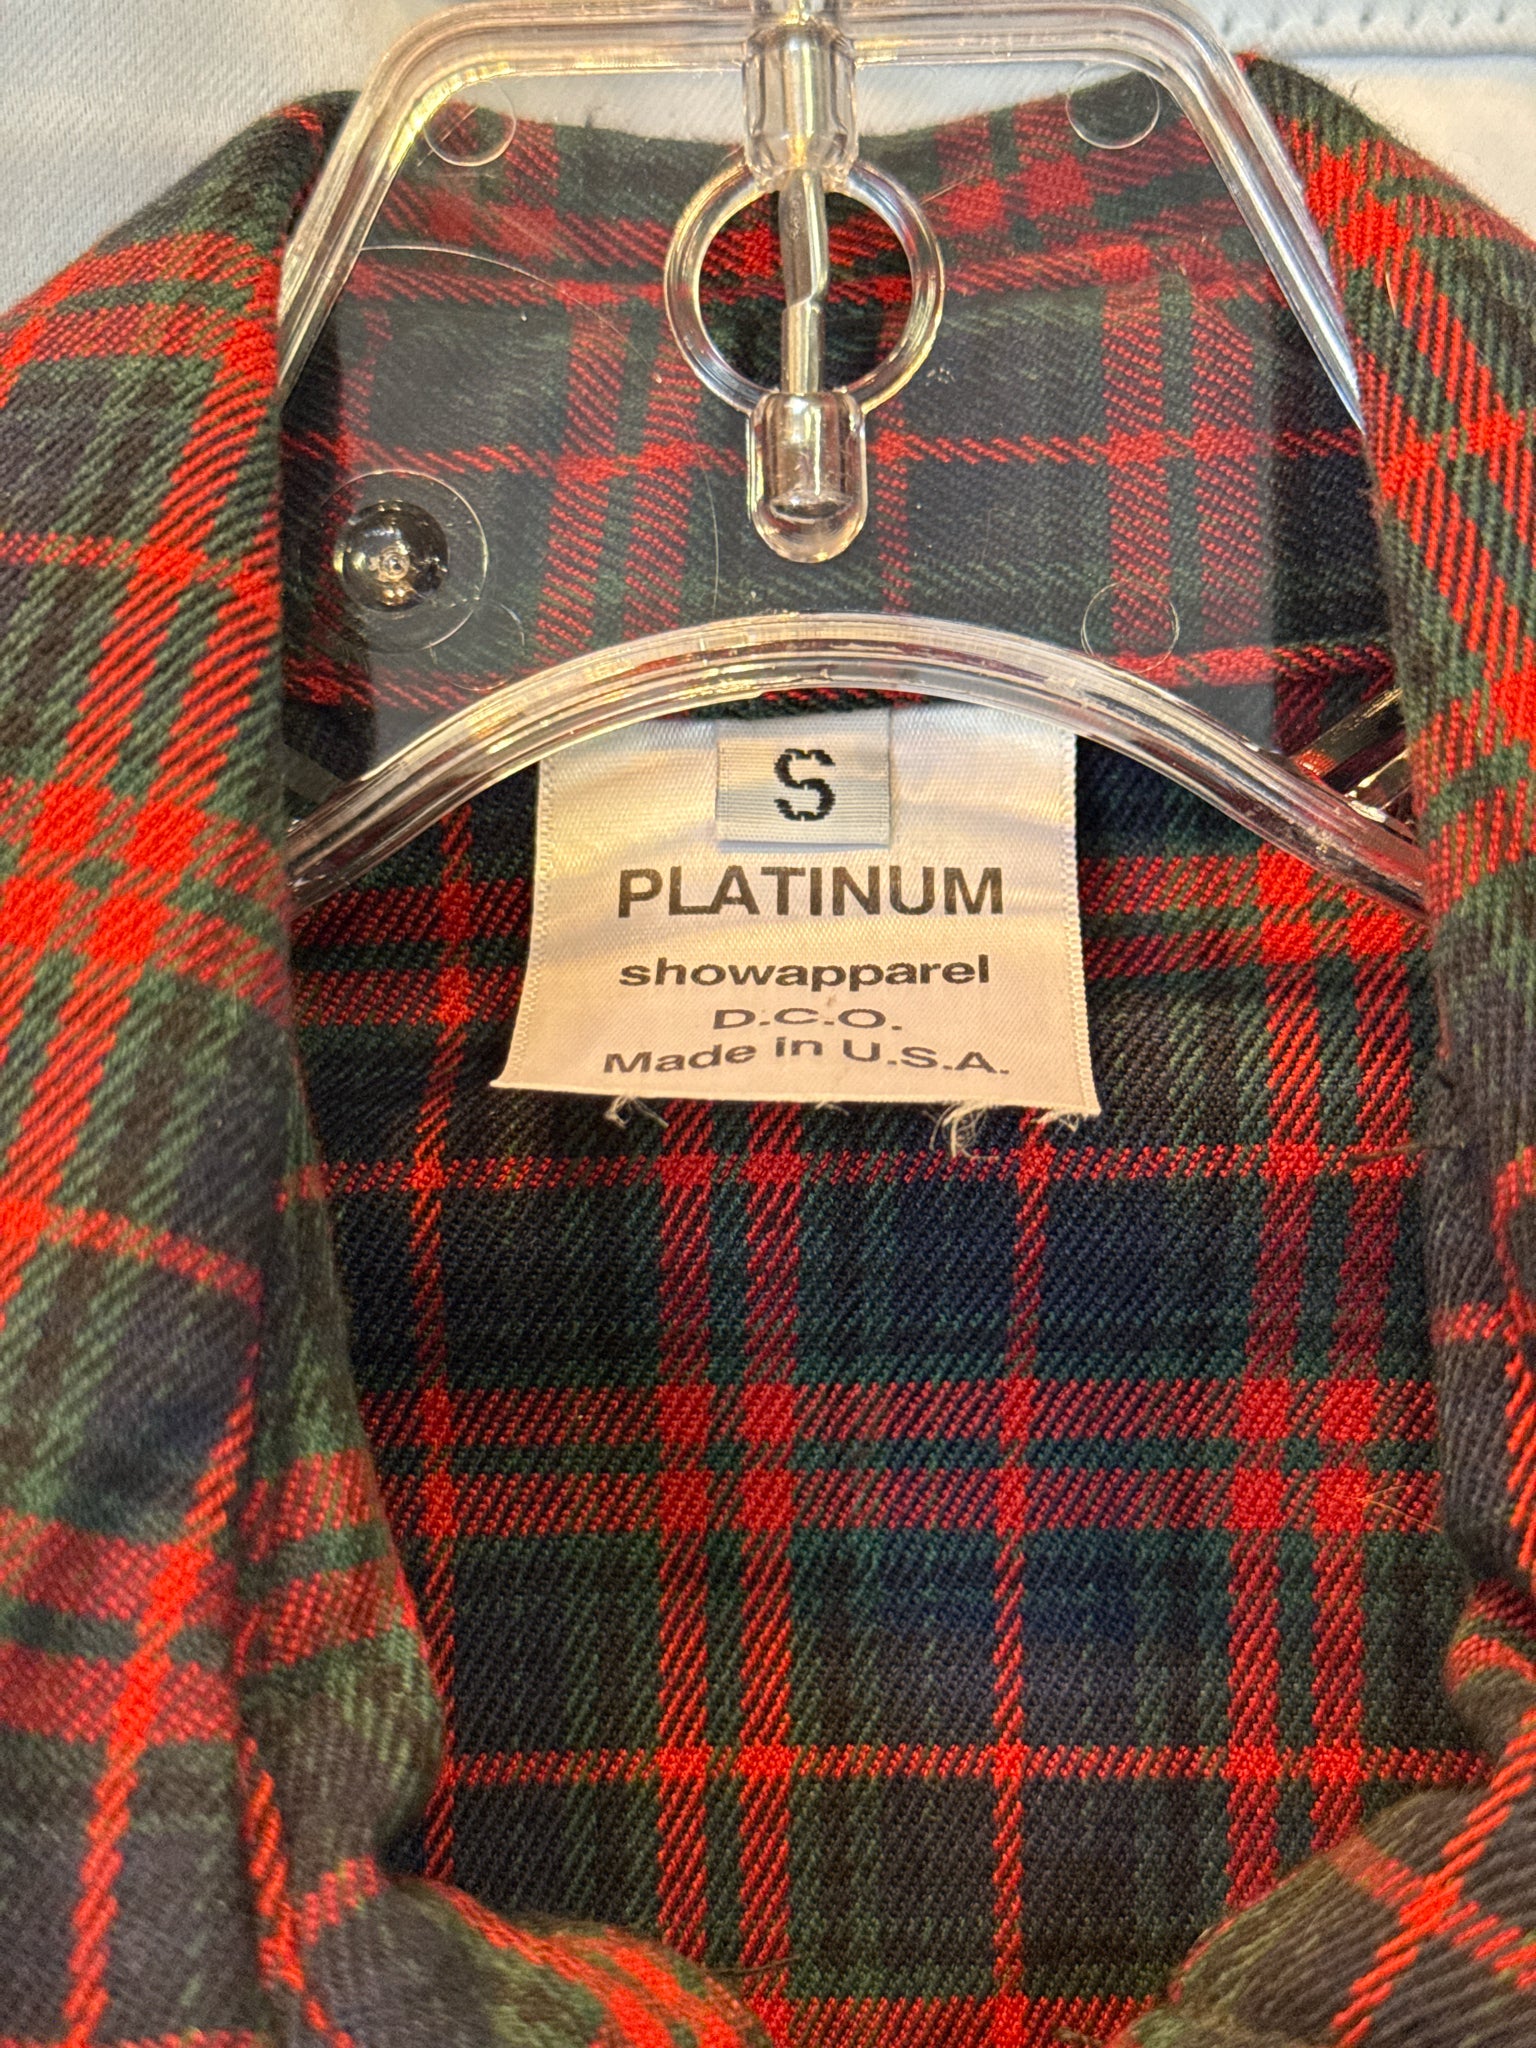 S
PLATINUM
showapparel
D.C.O.
Made in U.S.A.